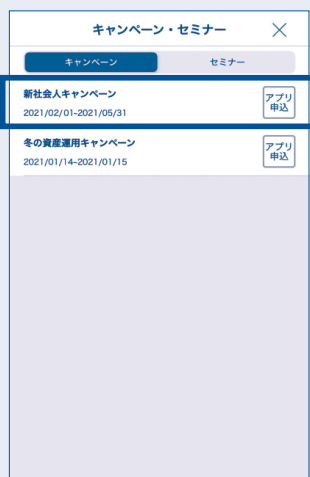 キャンペーン・セミナー
キャンペーン
セミナー
新社会人キャンペーン
2021/02/01-2021/05/31
アプリ
申込
冬の資産運用キャンペーン
2021/01/14-2021/01/15
アプリ
申込